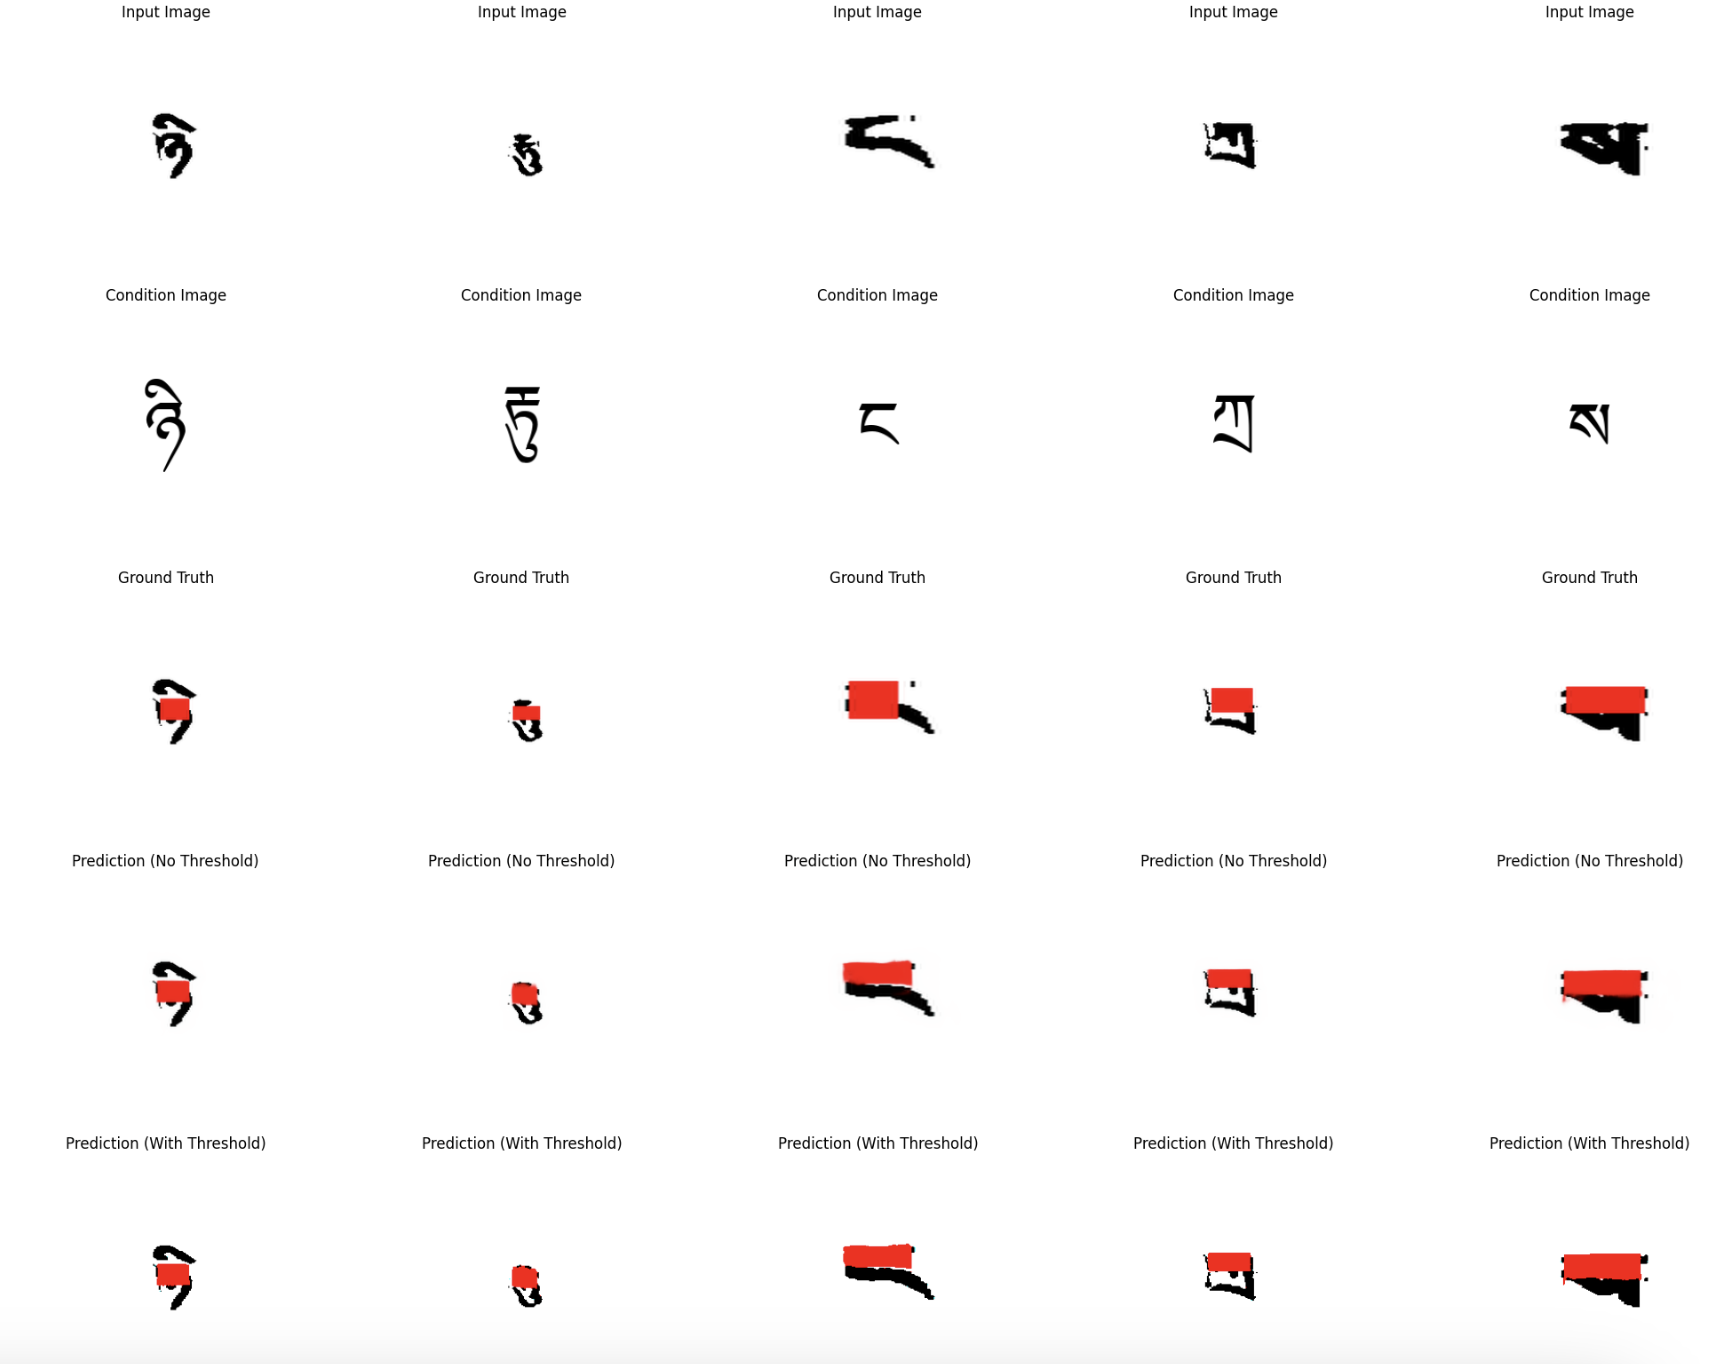 Input Image Input Image Input Image Input Image Input Image
ཉི རྟུ ང ཀྲ ས
Condition Image Condition Image Condition Image Condition Image Condition Image
ཉི རྟུ ང ཀྲ ས
Ground Truth Ground Truth Ground Truth Ground Truth Ground Truth
Prediction (No Threshold) Prediction (No Threshold) Prediction (No Threshold) Prediction (No Threshold) Prediction (No Threshold)
Prediction (With Threshold) Prediction (With Threshold) Prediction (With Threshold) Prediction (With Threshold) Prediction (With Threshold)